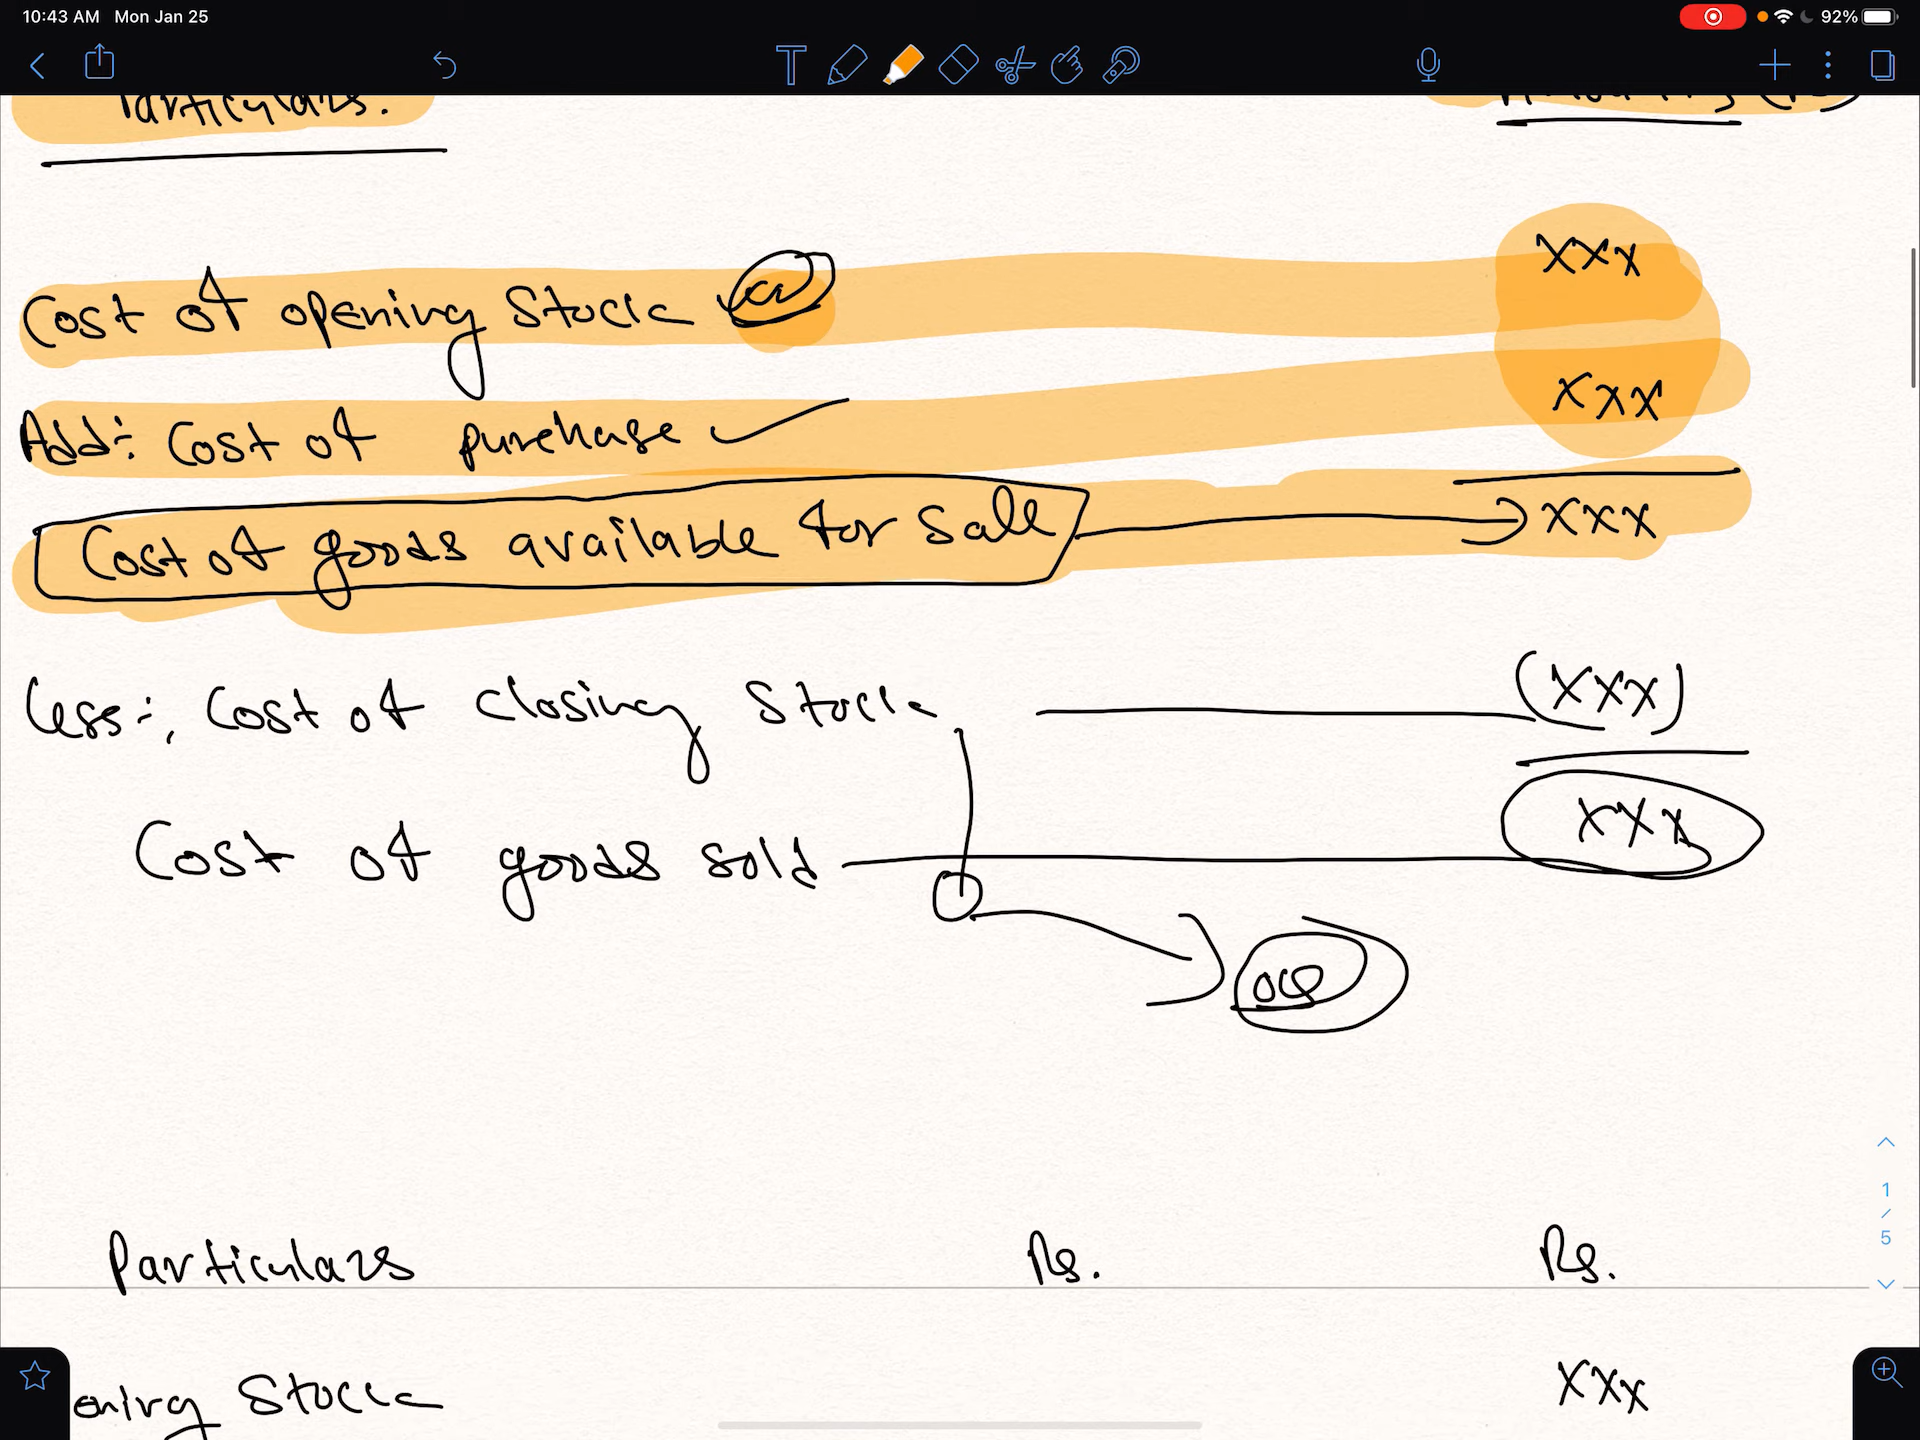 10:43 AM Mon Jan 25
92%
T
Particulars.
Cost of opening Stock
xxx
Add:- Cost of purchase
xxx
Cost of goods available for sale
xxx
Less:- Cost of closing Stock
(xxx)
Cost of goods sold
xxx
Particulars Rs. Rs.
ening Stock
xxx
1
/
5